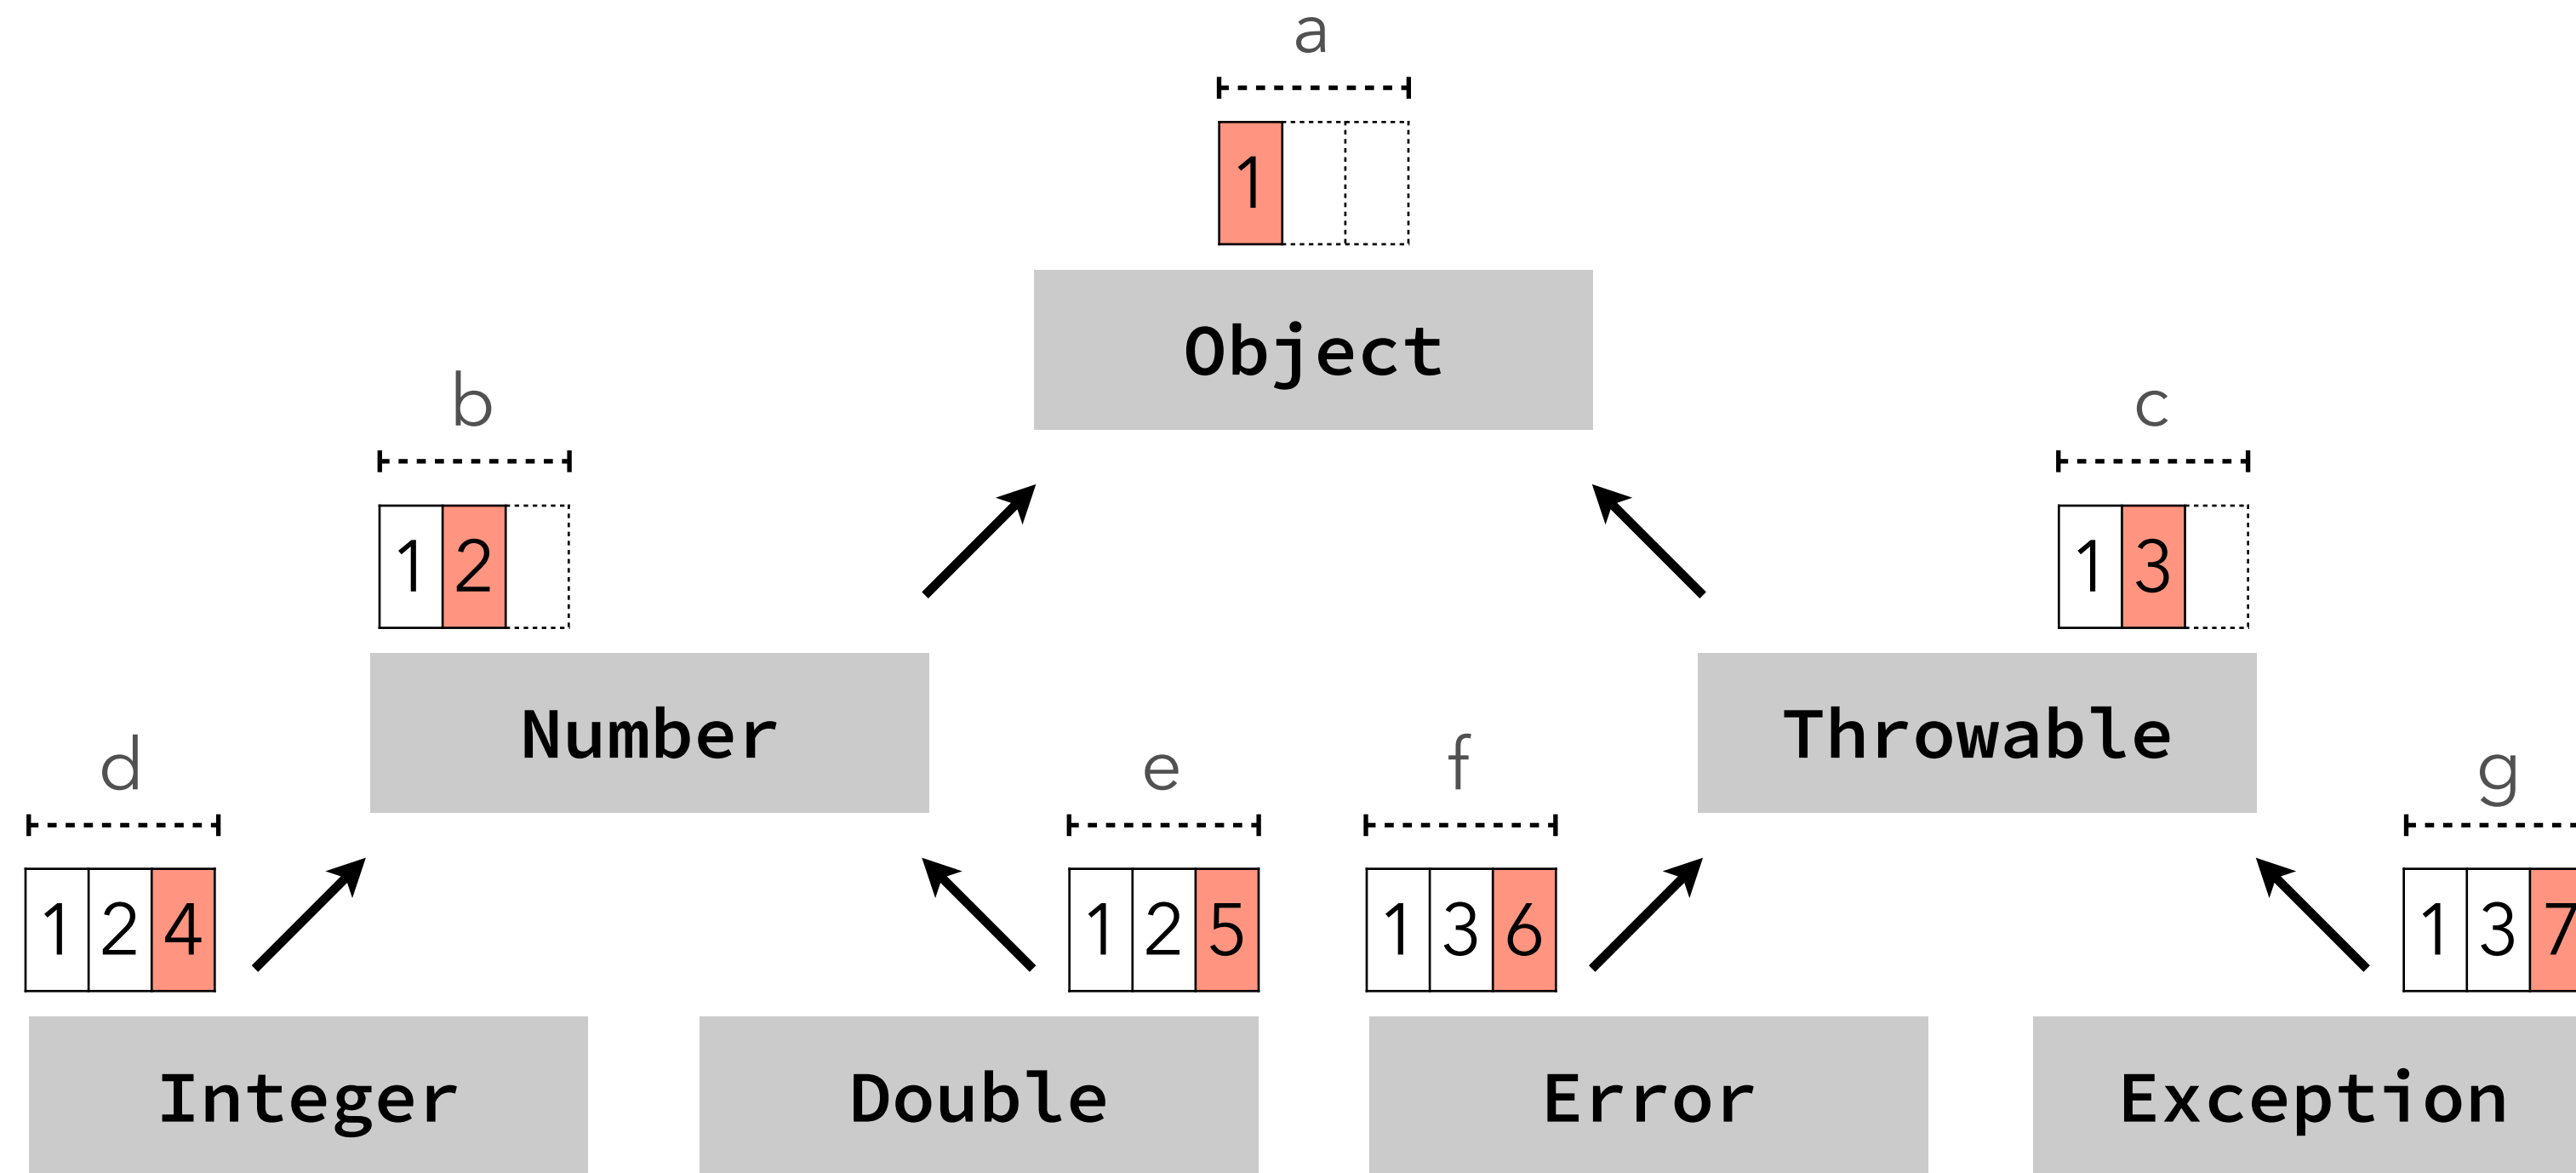 a
1
Object
b
c
1 2
1 3
Number
Throwable
d
e
f
g
1 2 4
1 2 5
1 3 6
1 3 7
Integer
Double
Error
Exception